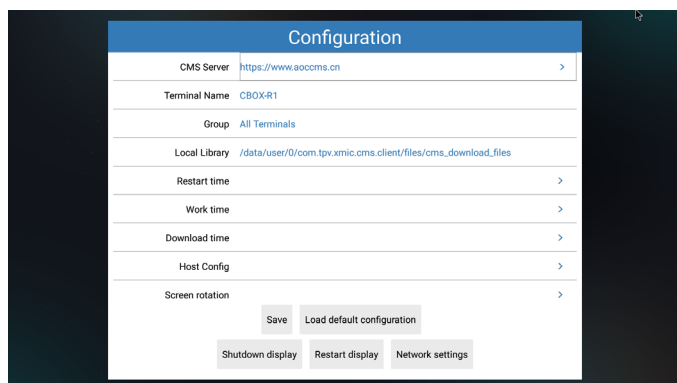 Configuration
CMS Server https://www.aoccms.cn >
Terminal Name CBOX-R1
Group All Terminals
Local Library /data/user/0/com.tpv.xmic.cms.client/files/cms_download_files
Restart time >
Work time >
Download time >
Host Config >
Screen rotation >
Save Load default configuration
Shutdown display Restart display Network settings